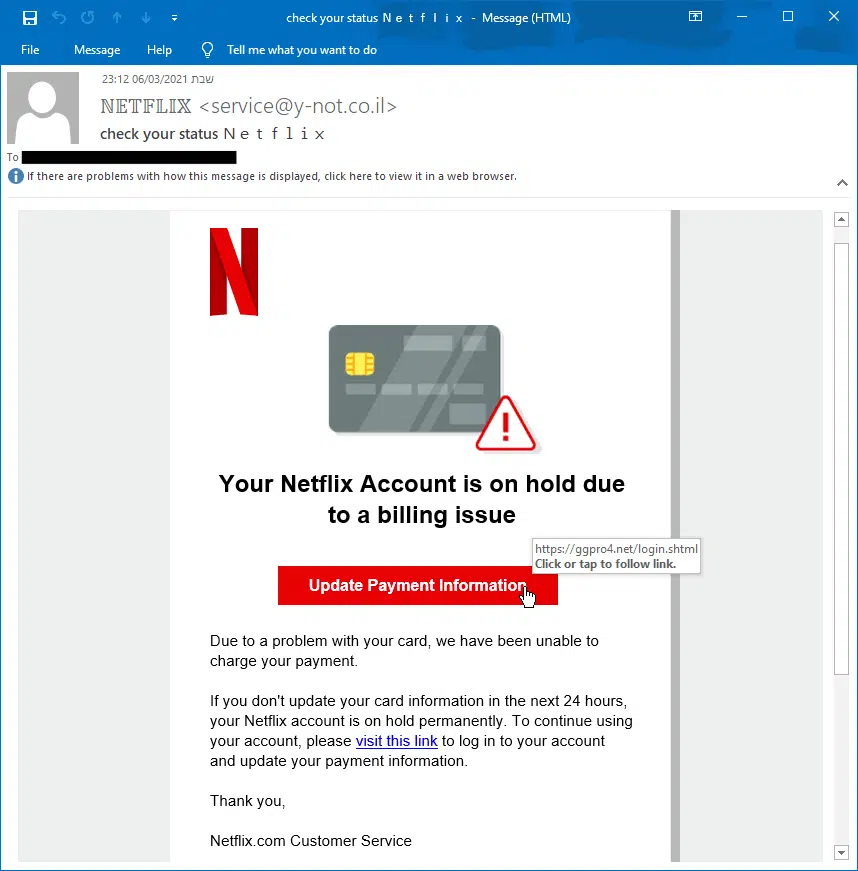 check your status Ｎｅｔｆｌｉｘ - Message (HTML)
File Message Help Tell me what you want to do
23:12 06/03/2021 שבת
ℕ𝔼𝕋𝔽𝕃𝕀𝕏 <service@y-not.co.il>
check your status Ｎｅｔｆｌｉｘ
To
If there are problems with how this message is displayed, click here to view it in a web browser.
N
Your Netflix Account is on hold due
to a billing issue
https://ggpro4.net/login.shtml
Click or tap to follow link.
Update Payment Information
Due to a problem with your card, we have been unable to
charge your payment.
If you don't update your card information in the next 24 hours,
your Netflix account is on hold permanently. To continue using
your account, please visit this link to log in to your account
and update your payment information.
Thank you,
Netflix.com Customer Service